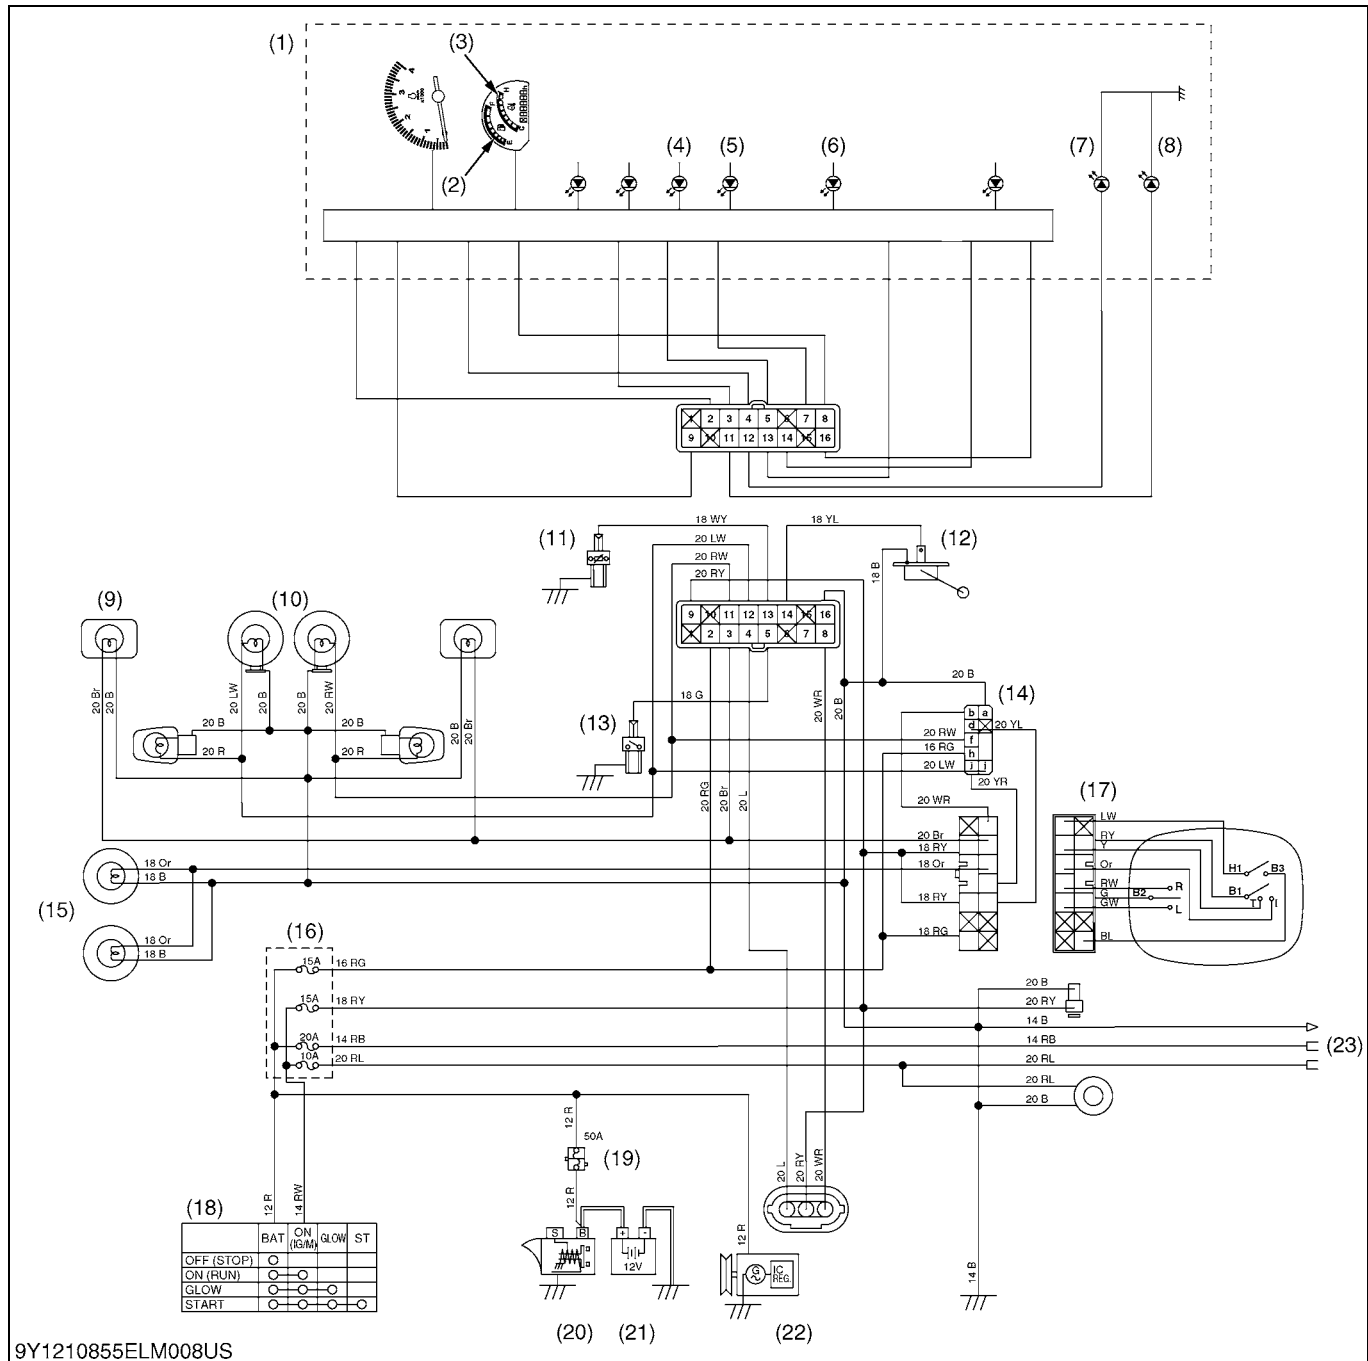 (1)
(3)
(2)
4
3
2
1
x1000
F
H
E
C
(4)
(5)
(6)
(7)
(8)
1 2 3 4 5 6 7 8
9 10 11 12 13 14 15 16
18 WY
18 YL
(11)
20 LW
(12)
20 RW
20 RY
18 B
(9)
(10)
9 10 11 12 13 14 15 16
1 2 3 4 5 6 7 8
20 Br
20 B
20 LW
20 B
20 B
20 RW
20 B
20 Br
20 B
20 B
20 R
20 R
18 G
(13)
20 WR
20 B
20 B
(14)
b a
d
20 YL
20 RW
f
16 RG
h
20 LW
j i
20 YR
20 RG
20 Br
20 L
20 WR
(17)
20 Br
18 RY
18 Or
18 RY
18 RG
LW
RY
Y
Or
RW
G
GW
BL
H1
B3
B1
B2
R
L
T
I
18 Or
18 B
(15)
18 Or
18 B
(16)
15A
16 RG
15A
18 RY
20A
14 RB
10A
20 RL
20 B
20 RY
14 B
14 RB
(23)
20 RL
20 RL
20 B
12 R
50A
(19)
12 R
20 L
20 RY
20 WR
12 R
14 RW
(18)
BAT ON (IG/M) GLOW ST
OFF (STOP)
ON (RUN)
GLOW
START
S
B
+
-
12V
12 R
G
IC
REG.
14 B
(20)
(21)
(22)
9Y1210855ELM008US